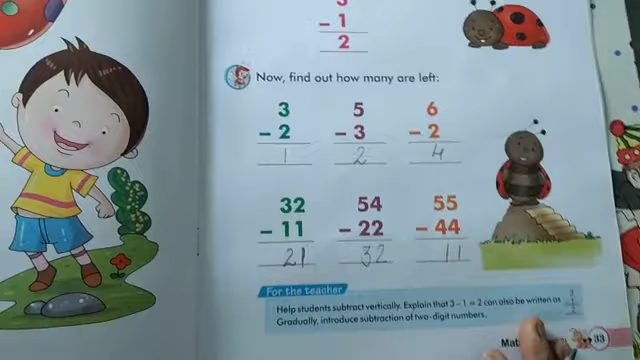 3
- 1
2
Now, find out how many are left:
3 5 6
- 2 - 3 - 2
1 2 4
32 54 55
- 11 - 22 - 44
21 32 11
For the teacher
Help students subtract vertically. Explain that 3 – 1 = 2 can also be written as
Gradually, introduce subtraction of two-digit numbers.
33